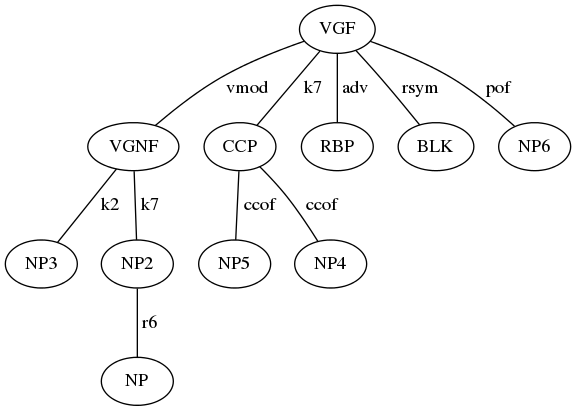 VGF
vmod k7 adv rsym pof
VGNF CCP RBP BLK NP6
k2 k7 ccof ccof
NP3 NP2 NP5 NP4
r6
NP